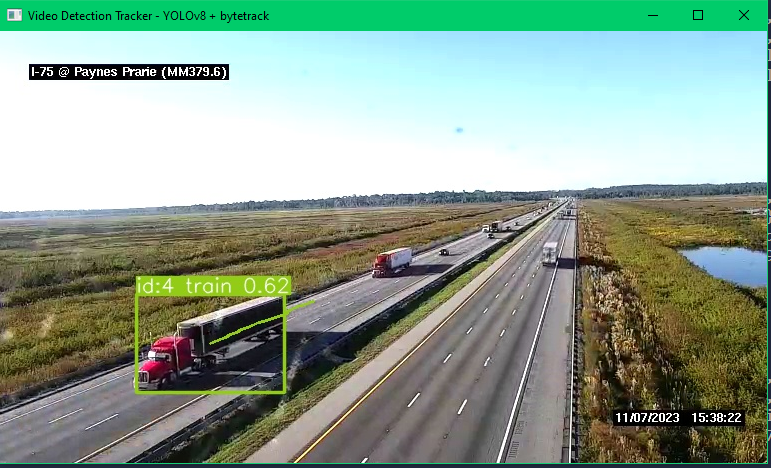 Video Detection Tracker - YOLOv8 + bytetrack
I-75 @ Paynes Prarie (MM379.6)
id:4 train 0.62
11/07/2023 15:38:22